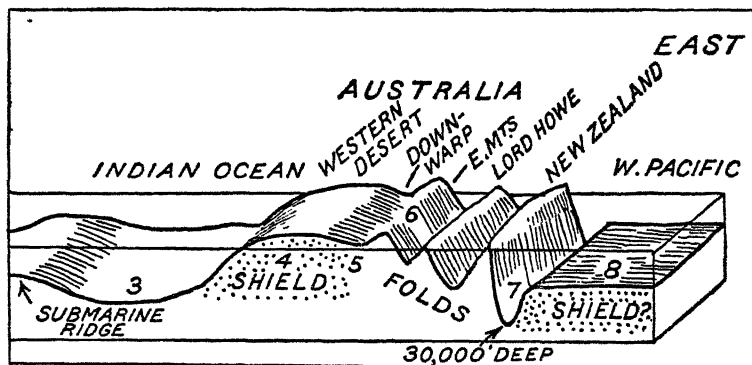 EAST
AUSTRALIA
INDIAN OCEAN
WESTERN
DESERT
DOWN-
WARP
E. MTS.
LORD HOWE
NEW ZEALAND
W. PACIFIC
6
3
4
5
SHIELD
FOLDS
7
8
SHIELD?
SUBMARINE
RIDGE
30,000' DEEP